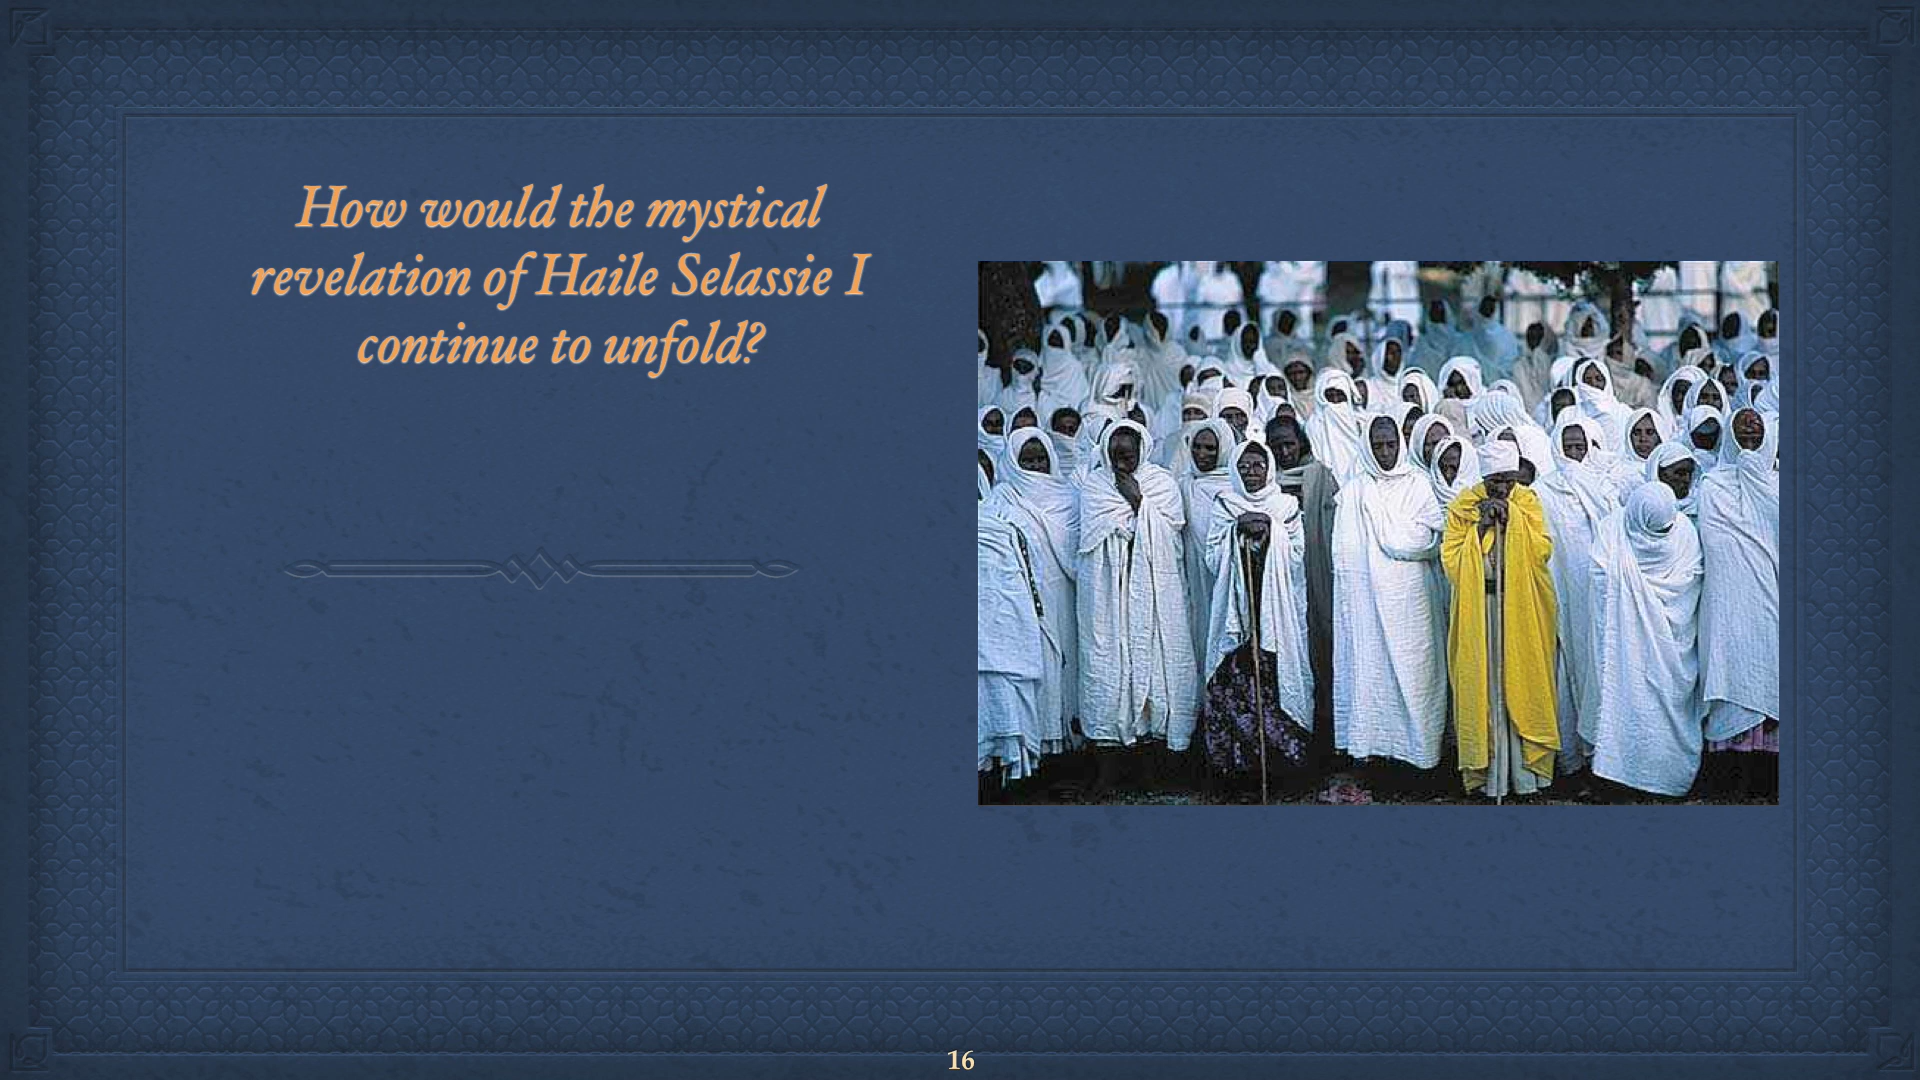 How would the mystical
revelation of Haile Selassie I
continue to unfold?
16